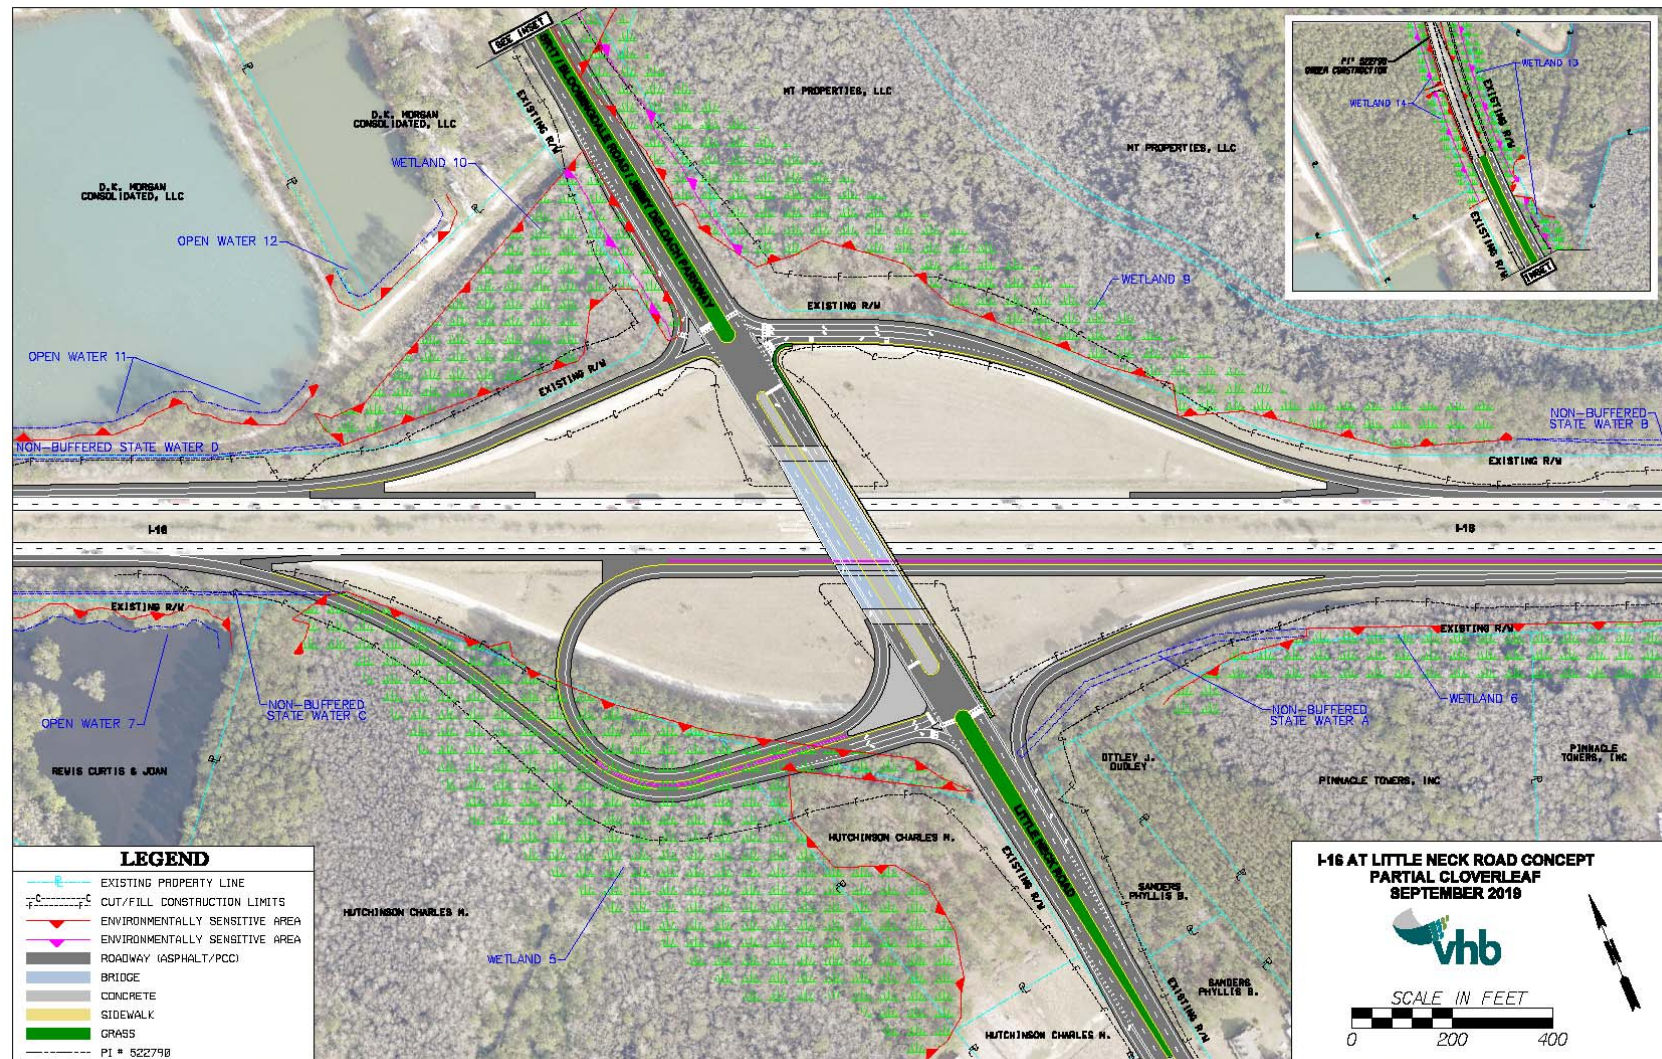 SEE INSET
MT PROPERTIES, LLC
PI# 522790
UNDER CONSTRUCTION
WETLAND 13
EXISTING R/W
WETLAND 14
EXISTING R/W
INSET
D.K. MORGAN
CONSOLIDATED, LLC
EXISTING R/W
EXISTING R/W
MT PROPERTIES, LLC
WETLAND 10
D.K. MORGAN
CONSOLIDATED, LLC
OPEN WATER 12
WETLAND 9
EXISTING R/W
OPEN WATER 11
EXISTING R/W
NON-BUFFERED
STATE WATER B
NON-BUFFERED STATE WATER D
EXISTING R/W
I-16
I-16
EXISTING R/W
EXISTING R/W
WETLAND 6
NON-BUFFERED
STATE WATER C
NON-BUFFERED
STATE WATER A
OPEN WATER 7
REWIS CURTIS & JOAN
OTTLEY J.
DUDLEY
PINNACLE
TOWERS, INC
PINNACLE TOWERS, INC
LITTLE NECK ROAD
HUTCHINSON CHARLES M.
EXISTING R/W
SANDERS
PHYLLIS B.
HUTCHINSON CHARLES M.
WETLAND 5
SANDERS
PHYLLIS B.
EXISTING R/W
HUTCHINSON CHARLES M.
LEGEND
EXISTING PROPERTY LINE
CUT/FILL CONSTRUCTION LIMITS
ENVIRONMENTALLY SENSITIVE AREA
ENVIRONMENTALLY SENSITIVE AREA
ROADWAY (ASPHALT/PCC)
BRIDGE
CONCRETE
SIDEWALK
GRASS
PI # 522790
I-16 AT LITTLE NECK ROAD CONCEPT
PARTIAL CLOVERLEAF
SEPTEMBER 2019
vhb
SCALE IN FEET
0 200 400